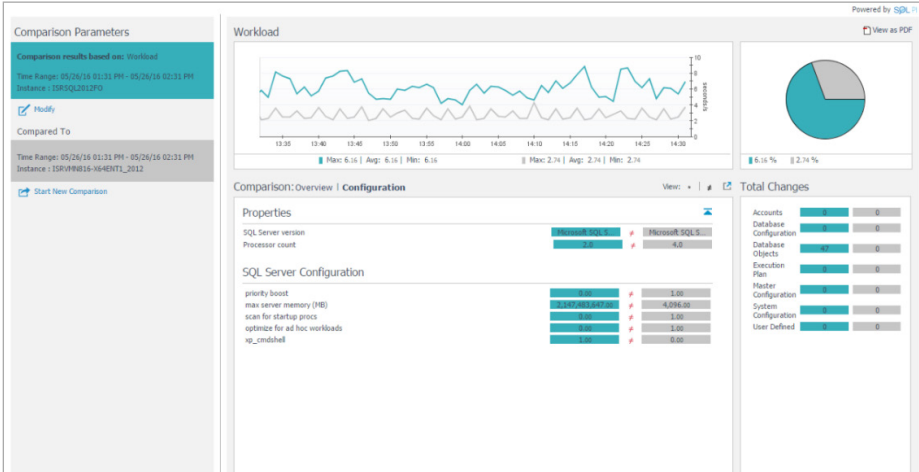 Powered by SQL PI
Comparison Parameters
Comparison results based on: Workload
Time Range: 05/26/16 01:31 PM - 05/26/16 02:31 PM
Instance : ISRSQL2012FO
Modify
Compared To
Time Range: 05/26/16 01:31 PM - 05/26/16 02:31 PM
Instance : ISRVMN816-X64ENT1_2012
Start New Comparison
Workload
View as PDF
10
8
6
4
2
0
seconds/s
13:35 13:40 13:45 13:50 13:55 14:00 14:05 14:10 14:15 14:20 14:25 14:30
Max: 6.16 | Avg: 6.16 | Min: 6.16
Max: 2.74 | Avg: 2.74 | Min: 2.74
6.16 % 2.74 %
Comparison: Overview | Configuration
View: + | ≠
Properties
SQL Server version Microsoft SQL S... ≠ Microsoft SQL S...
Processor count 2.0 ≠ 4.0
SQL Server Configuration
priority boost 0.00 ≠ 1.00
max server memory (MB) 2,147,483,647.00 ≠ 4,096.00
scan for startup procs 0.00 ≠ 1.00
optimize for ad hoc workloads 0.00 ≠ 1.00
xp_cmdshell 1.00 ≠ 0.00
Total Changes
Accounts 0 0
Database
Configuration 0 0
Database
Objects 47 0
Execution
Plan 0 0
Master
Configuration 0 0
System
Configuration 0 0
User Defined 0 0